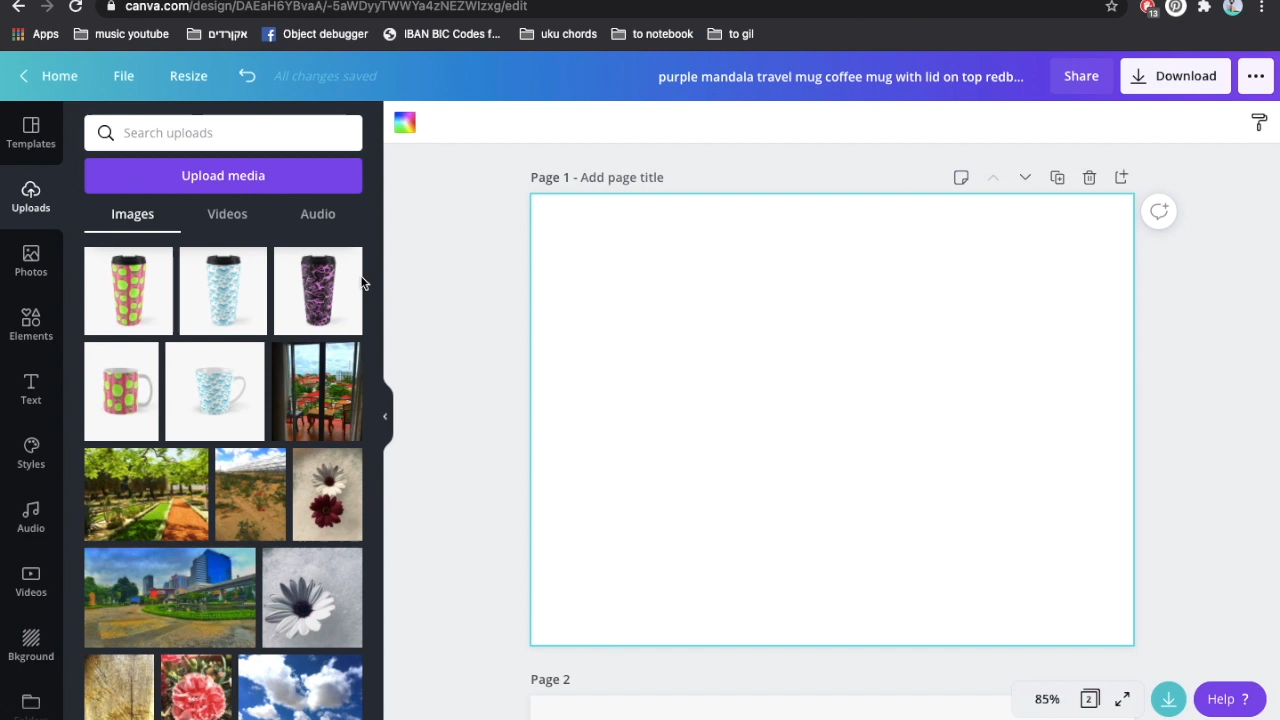 canva.com/design/DAEaH6YBvaA/-5aWDyyTWWYa4zNEZWIzxg/edit
13
Apps music youtube אקורדים Object debugger IBAN BIC Codes f... uku chords to notebook to gil
Home File Resize All changes saved purple mandala travel mug coffee mug with lid on top redb... Share Download
Templates
Uploads
Photos
Elements
Text
Styles
Audio
Videos
Bkground
Folders
Search uploads
Upload media
Images Videos Audio
Page 1 - Add page title
Page 2
85% 2 Help ?